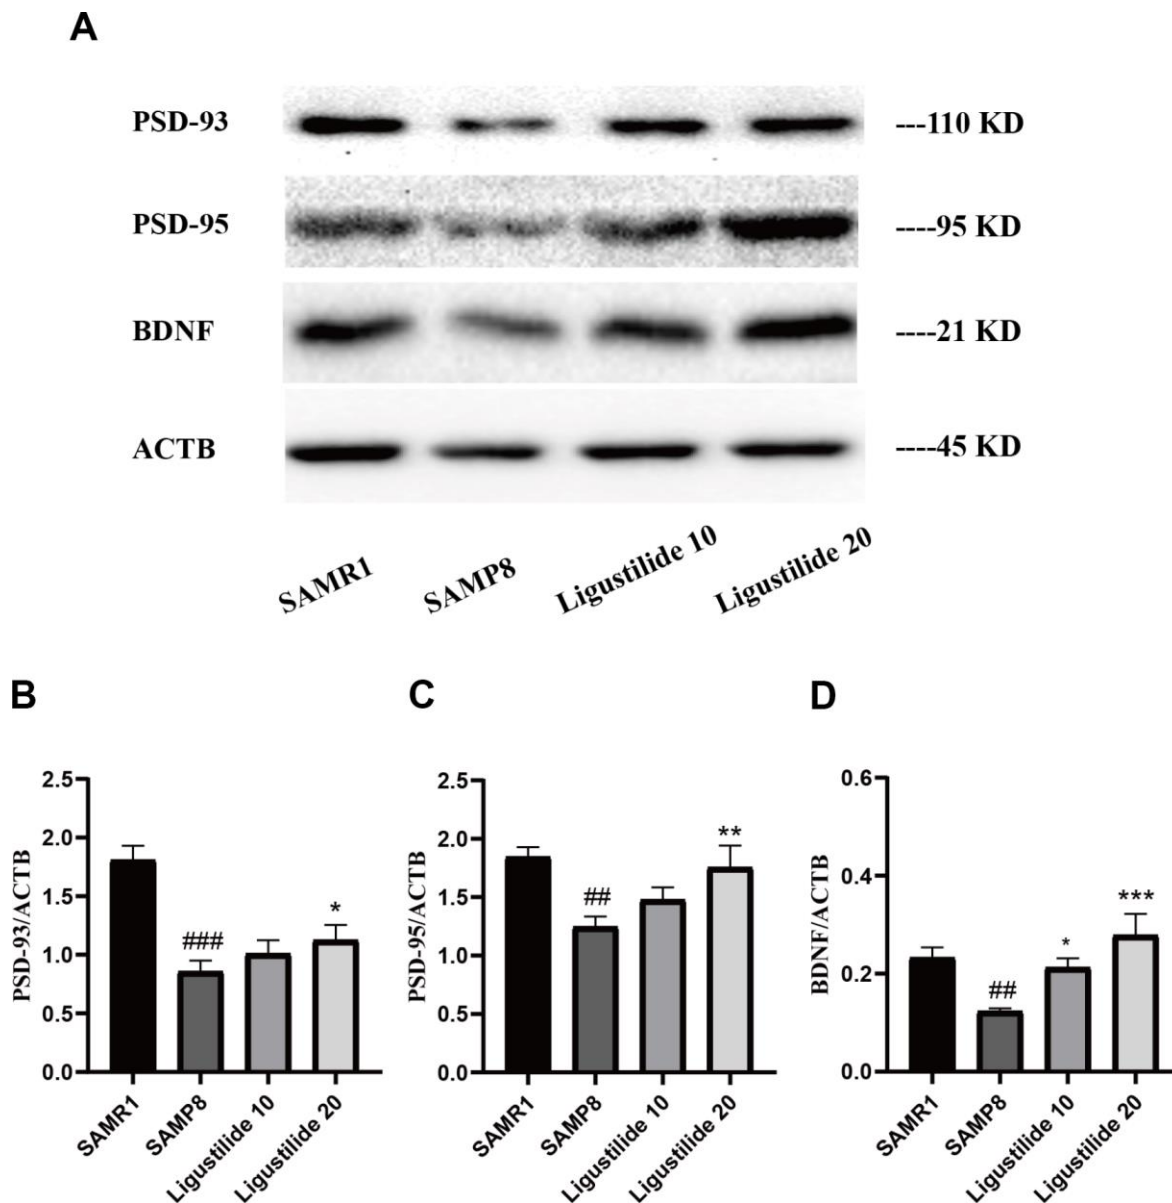 A
PSD-93 ---110 KD
PSD-95 ----95 KD
BDNF ----21 KD
ACTB ----45 KD
SAMR1 SAMP8 Ligustilide 10 Ligustilide 20
B
PSD-93/ACTB
2.5
2.0
1.5
1.0
0.5
0.0
###
*
SAMR1 SAMP8 Ligustilide 10 Ligustilide 20
C
PSD-95/ACTB
2.5
2.0
1.5
1.0
0.5
0.0
##
**
SAMR1 SAMP8 Ligustilide 10 Ligustilide 20
D
BDNF/ACTB
0.6
0.4
0.2
0.0
##
*
***
SAMR1 SAMP8 Ligustilide 10 Ligustilide 20